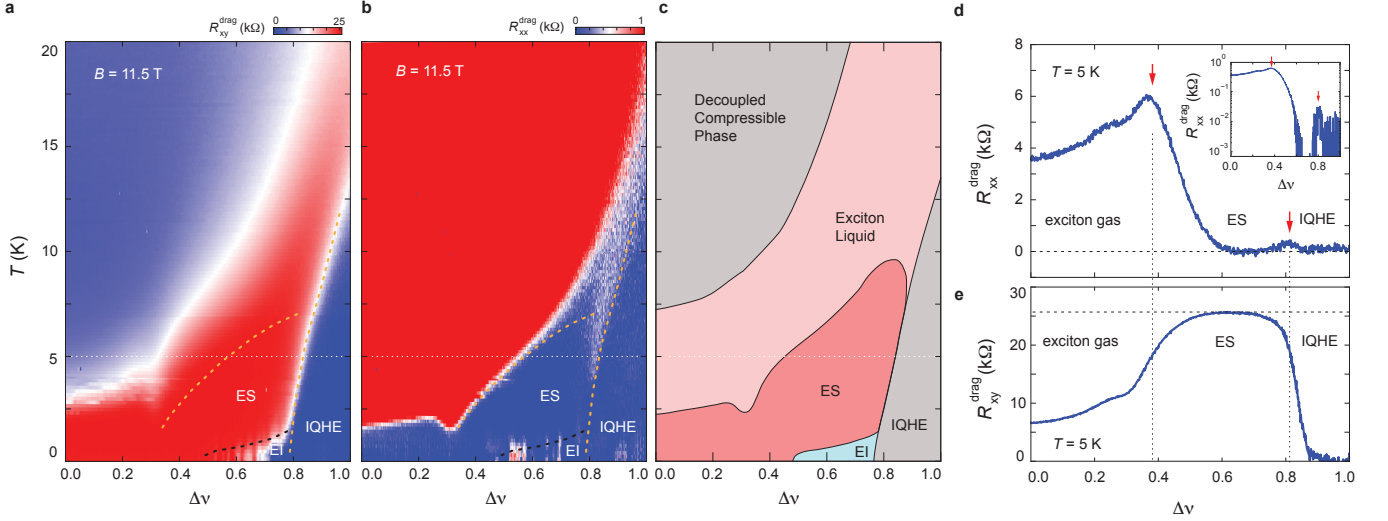 a
R_xy^drag (kΩ)
0
25
B = 11.5 T
ES
EI
IQHE
T (K)
20
15
10
5
0
0.0
0.2
0.4
0.6
0.8
1.0
Δν
b
R_xx^drag (kΩ)
0
1
B = 11.5 T
ES
EI
IQHE
0.0
0.2
0.4
0.6
0.8
1.0
Δν
c
Decoupled
Compressible
Phase
Exciton
Liquid
ES
IQHE
EI
0.0
0.2
0.4
0.6
0.8
1.0
Δν
d
T = 5 K
R_xx^drag (kΩ)
8
6
4
2
0
exciton gas
ES
IQHE
R_xx^drag (kΩ)
10^0
10^-1
10^-2
10^-3
0.0
0.2
0.4
0.6
0.8
1.0
Δν
e
R_xy^drag (kΩ)
30
20
10
0
exciton gas
ES
IQHE
T = 5 K
0.0
0.2
0.4
0.6
0.8
1.0
Δν